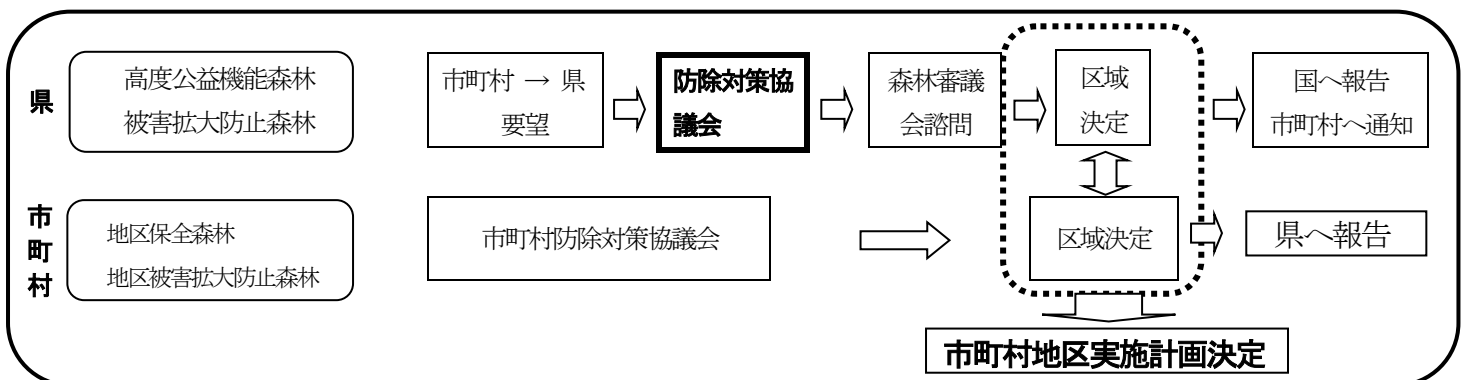 県
高度公益機能森林
被害拡大防止森林
市町村 → 県
要望
防除対策協
議会
森林審議
会諮問
区域
決定
国へ報告
市町村へ通知
市
町
村
地区保全森林
地区被害拡大防止森林
市町村防除対策協議会
区域決定
県へ報告
市町村地区実施計画決定